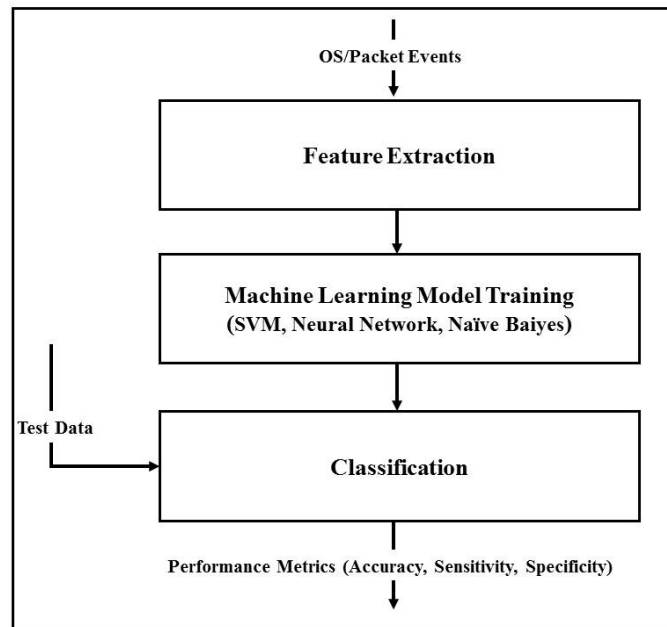 OS/Packet Events
Feature Extraction
Machine Learning Model Training
(SVM, Neural Network, Naïve Baiyes)
Test Data
Classification
Performance Metrics (Accuracy, Sensitivity, Specificity)